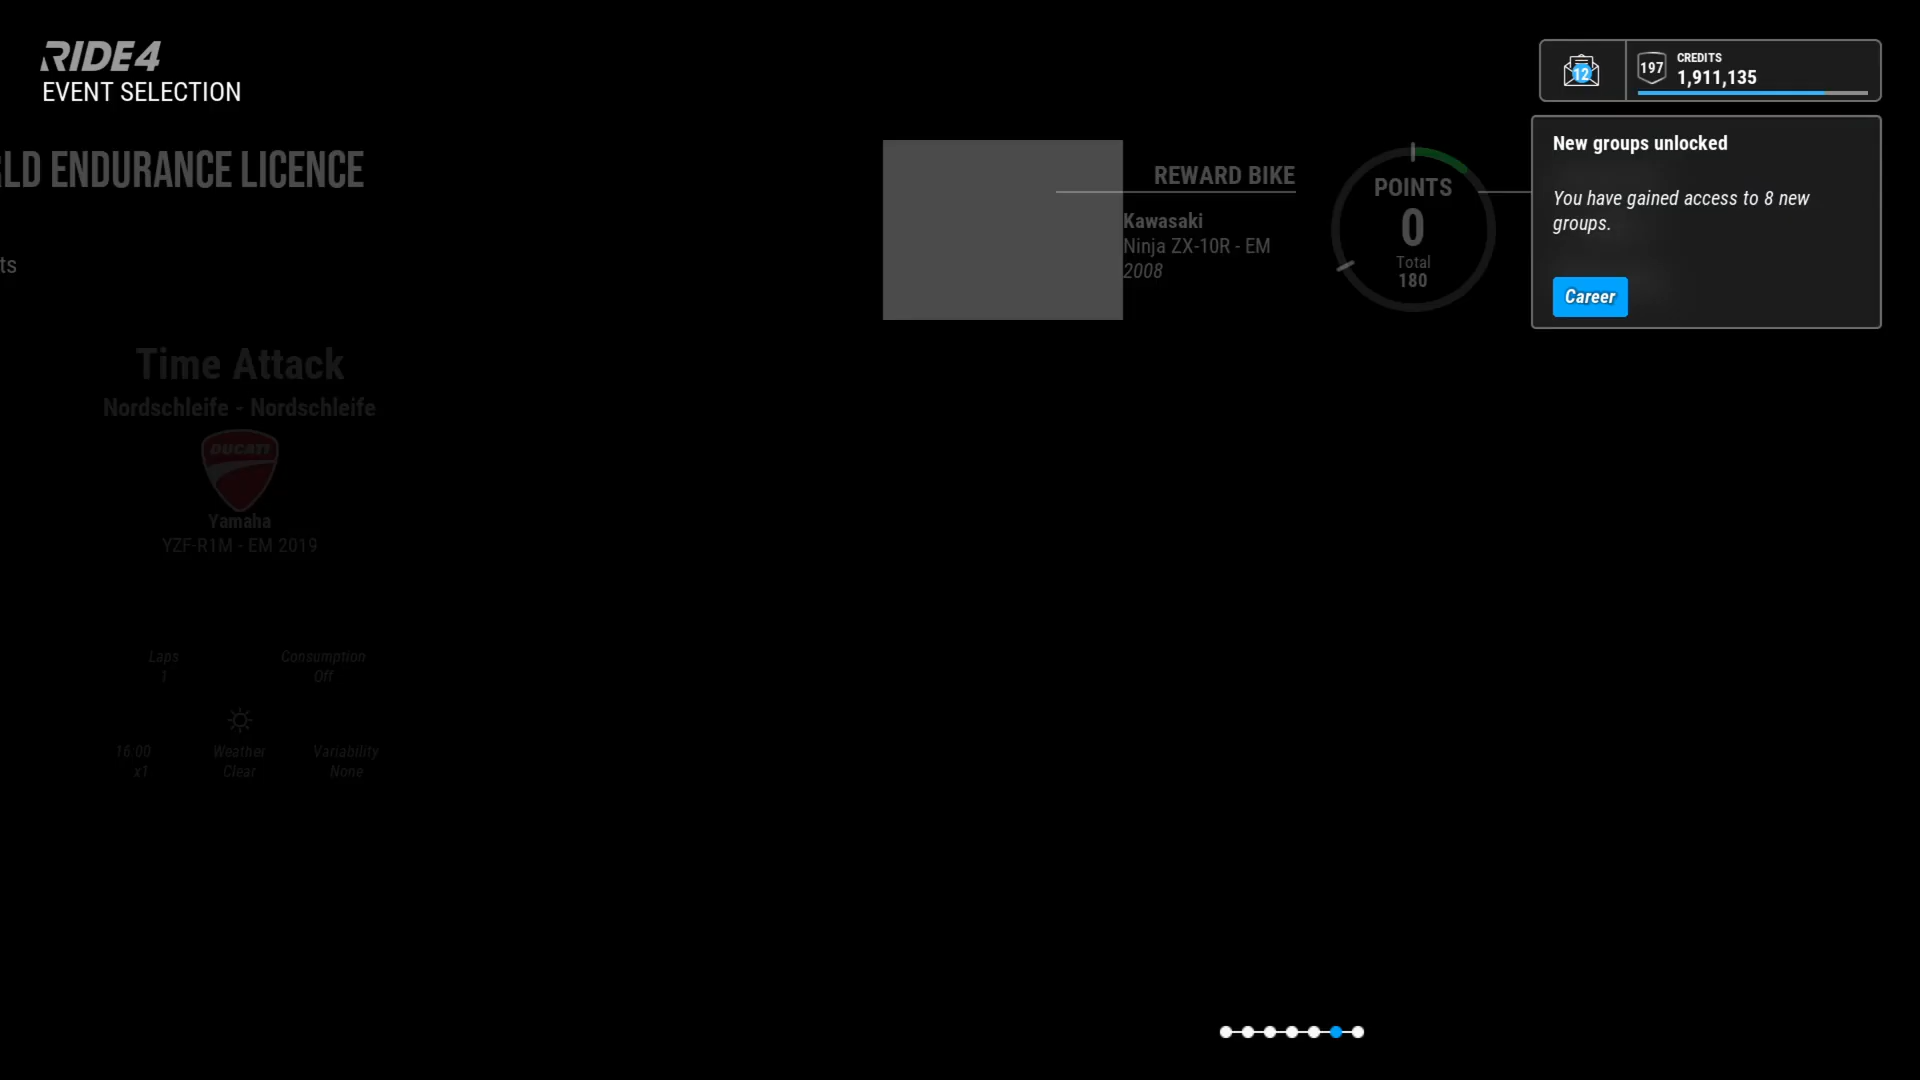 RIDE 4
EVENT SELECTION
12
197
CREDITS
1,911,135
New groups unlocked
You have gained access to 8 new
groups.
Career
LD ENDURANCE LICENCE
ts
REWARD BIKE
Kawasaki
Ninja ZX-10R - EM
2008
POINTS
0
Total
180
Time Attack
Nordschleife - Nordschleife
DUCATI
Yamaha
YZF-R1M - EM 2019
Laps
1
Consumption
Off
16:00
x1
Weather
Clear
Variability
None